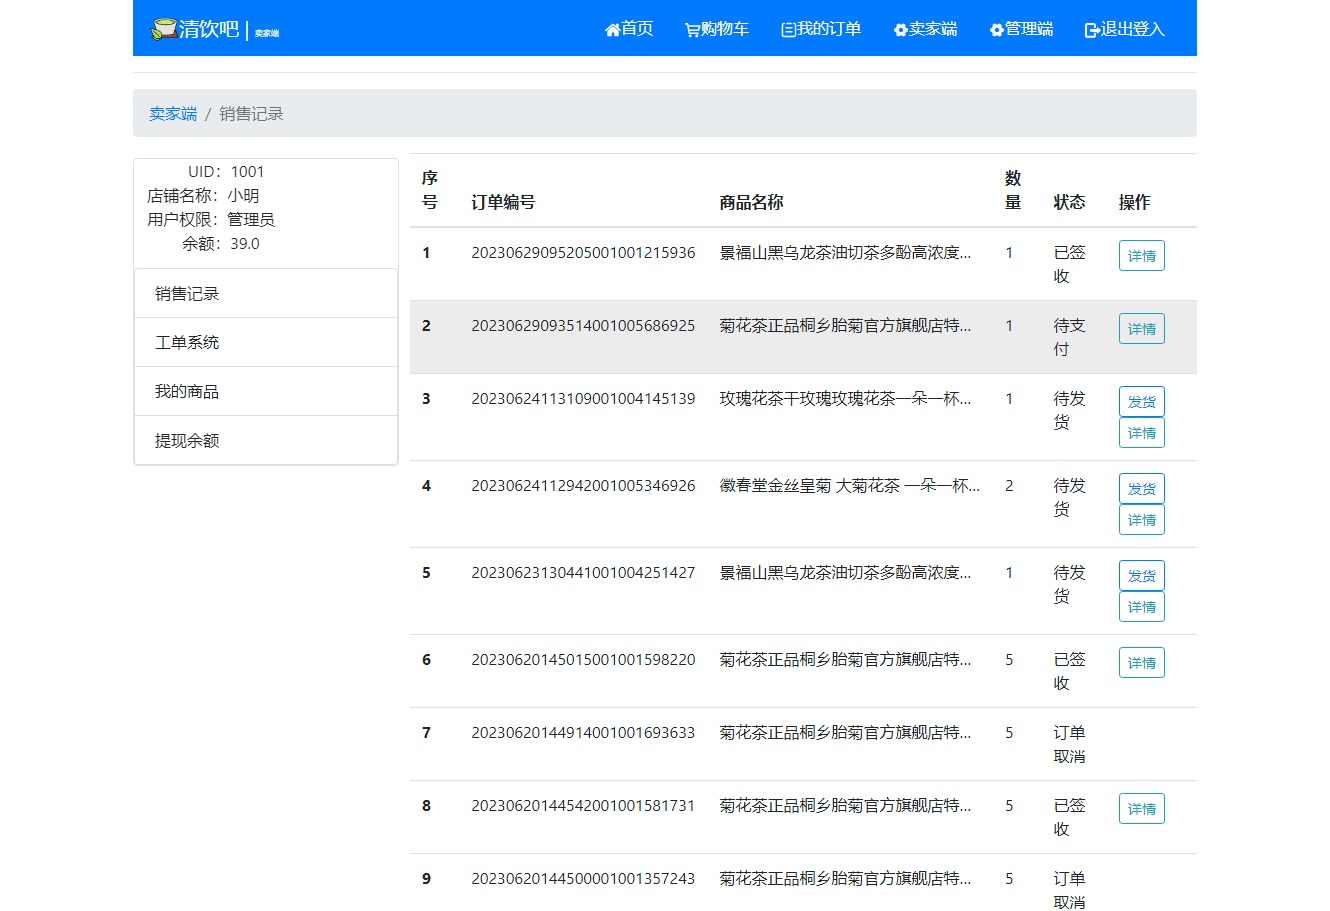 清饮吧 | 卖家端 首页 购物车 我的订单 卖家端 管理端 退出登入
卖家端 / 销售记录
UID：1001
店铺名称：小明
用户权限：管理员
余额：39.0
销售记录
工单系统
我的商品
提现余额
序号 订单编号 商品名称 数量 状态 操作
1 20230629095205001001215936 景福山黑乌龙茶油切茶多酚高浓度... 1 已签收 详情
2 20230629093514001005686925 菊花茶正品桐乡胎菊官方旗舰店特... 1 待支付 详情
3 20230624113109001004145139 玫瑰花茶干玫瑰玫瑰花茶一朵一杯... 1 待发货 发货 详情
4 20230624112942001005346926 徽春堂金丝皇菊 大菊花茶 一朵一杯... 2 待发货 发货 详情
5 20230623130441001004251427 景福山黑乌龙茶油切茶多酚高浓度... 1 待发货 发货 详情
6 20230620145015001001598220 菊花茶正品桐乡胎菊官方旗舰店特... 5 已签收 详情
7 20230620144914001001693633 菊花茶正品桐乡胎菊官方旗舰店特... 5 订单取消
8 20230620144542001001581731 菊花茶正品桐乡胎菊官方旗舰店特... 5 已签收 详情
9 20230620144500001001357243 菊花茶正品桐乡胎菊官方旗舰店特... 5 订单取消